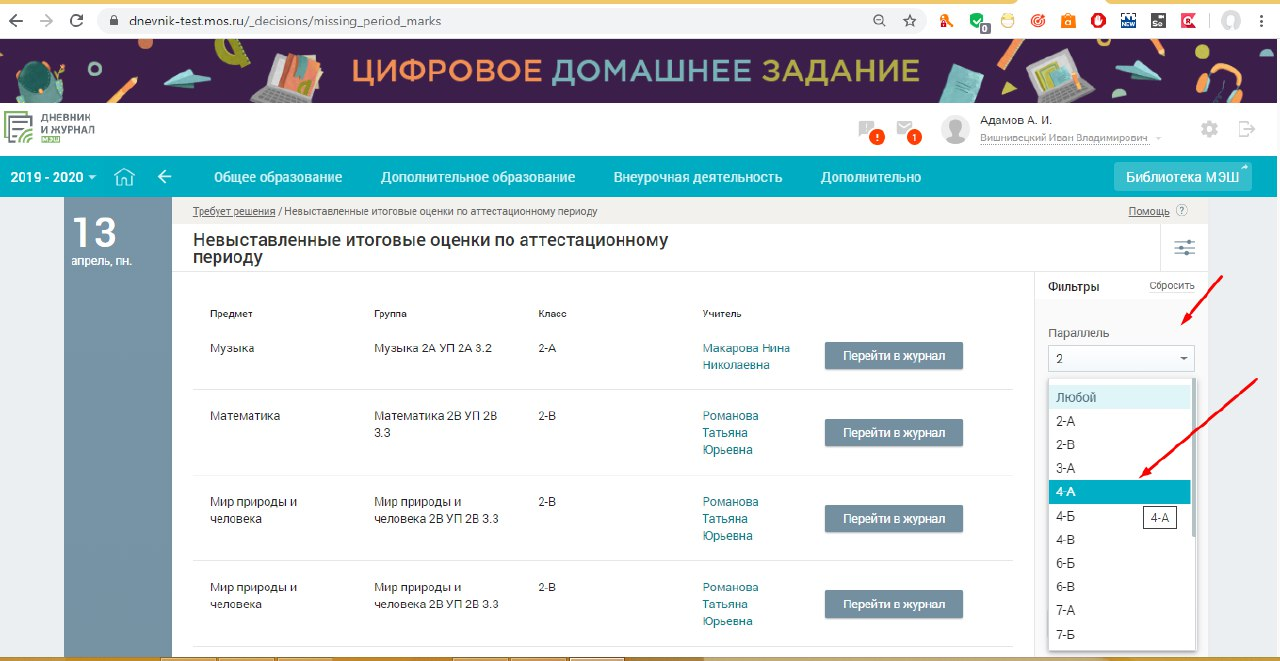 dnevnik-test.mos.ru/_decisions/missing_period_marks
0
NEW
Se
ЦИФРОВОЕ ДОМАШНЕЕ ЗАДАНИЕ
ДНЕВНИК
И ЖУРНАЛ
МЭШ
!
1
Адамов А. И.
Вишнивецкий Иван Владимирович
2019 - 2020
Общее образование
Дополнительное образование
Внеурочная деятельность
Дополнительно
Библиотека МЭШ
13
апрель, пн.
Требует решения / Невыставленные итоговые оценки по аттестационному периоду
Помощь ?
Невыставленные итоговые оценки по аттестационному
периоду
Предмет Группа Класс Учитель
Музыка Музыка 2А УП 2А 3.2 2-А Макарова Нина
Николаевна
Перейти в журнал
Математика Математика 2В УП 2В
3.3
2-В
Романова
Татьяна
Юрьевна
Перейти в журнал
Мир природы и
человека
Мир природы и
человека 2В УП 2В 3.3
2-В
Романова
Татьяна
Юрьевна
Перейти в журнал
Мир природы и
человека
Мир природы и
человека 2В УП 2В 3.3
2-В
Романова
Татьяна
Юрьевна
Перейти в журнал
Фильтры
Сбросить
Параллель
2
Любой
2-А
2-В
3-А
4-А
4-Б
4-А
4-В
6-Б
6-В
7-А
7-Б